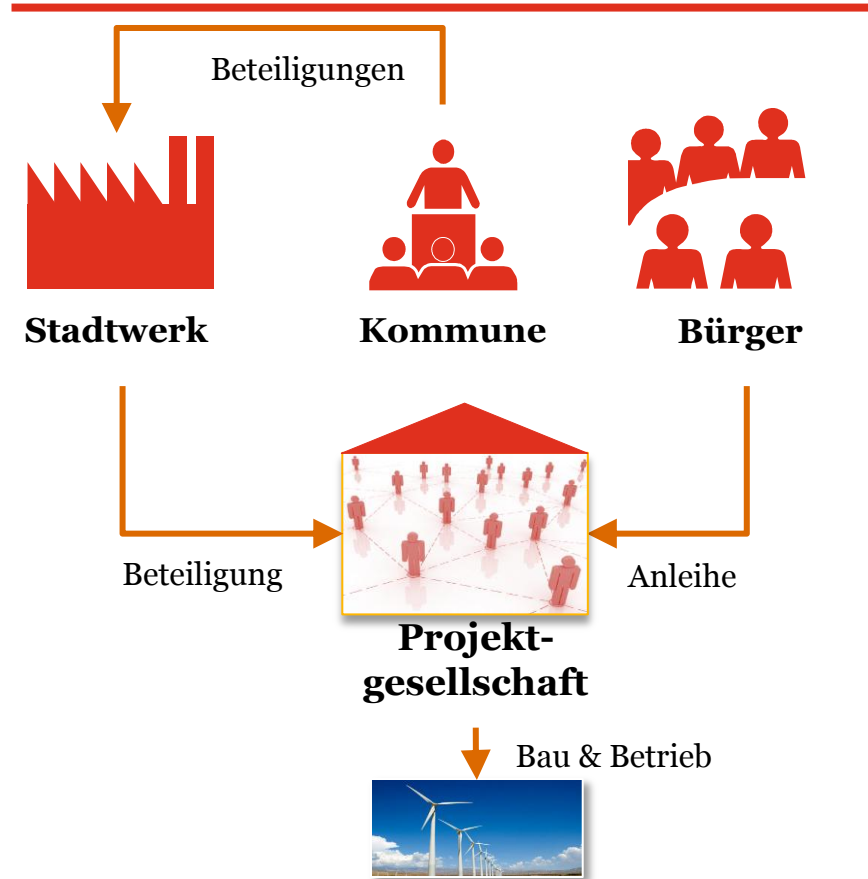 Beteiligungen
Stadtwerk
Kommune
Bürger
Beteiligung
Anleihe
Projekt-
gesellschaft
Bau & Betrieb